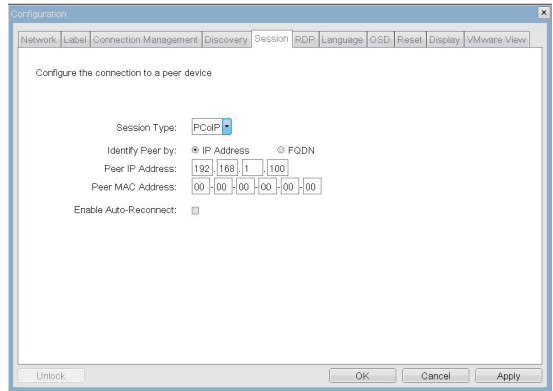 Configuration
Network Label Connection Management Discovery Session RDP Language OSD Reset Display VMware View
Configure the connection to a peer device
Session Type: PCoIP
Identify Peer by: IP Address FQDN
Peer IP Address: 192 . 168 . 1 . 100
Peer MAC Address: 00 - 00 - 00 - 00 - 00 - 00
Enable Auto-Reconnect:
Unlock OK Cancel Apply